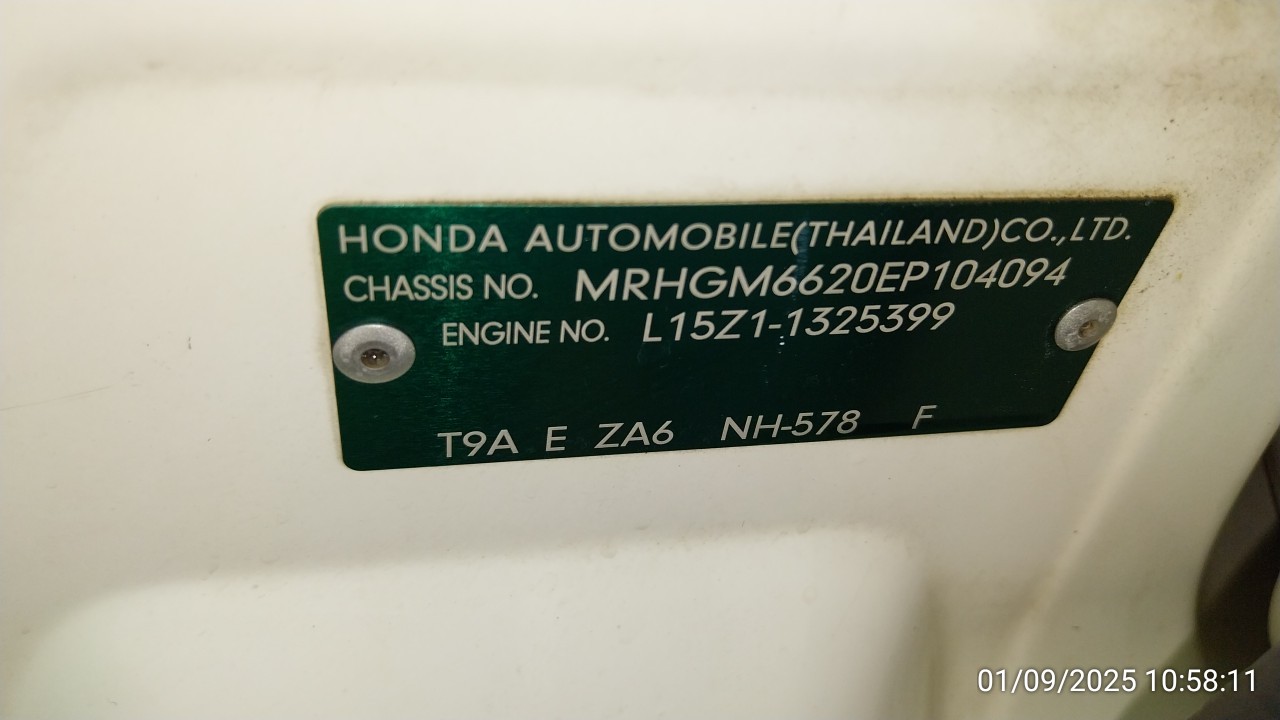 HONDA AUTOMOBILE(THAILAND)CO.,LTD.
CHASSIS NO. MRHGM6620EP104094
ENGINE NO. L15Z1-1325399
T9A E ZA6 NH-578 F
01/09/2025 10:58:11